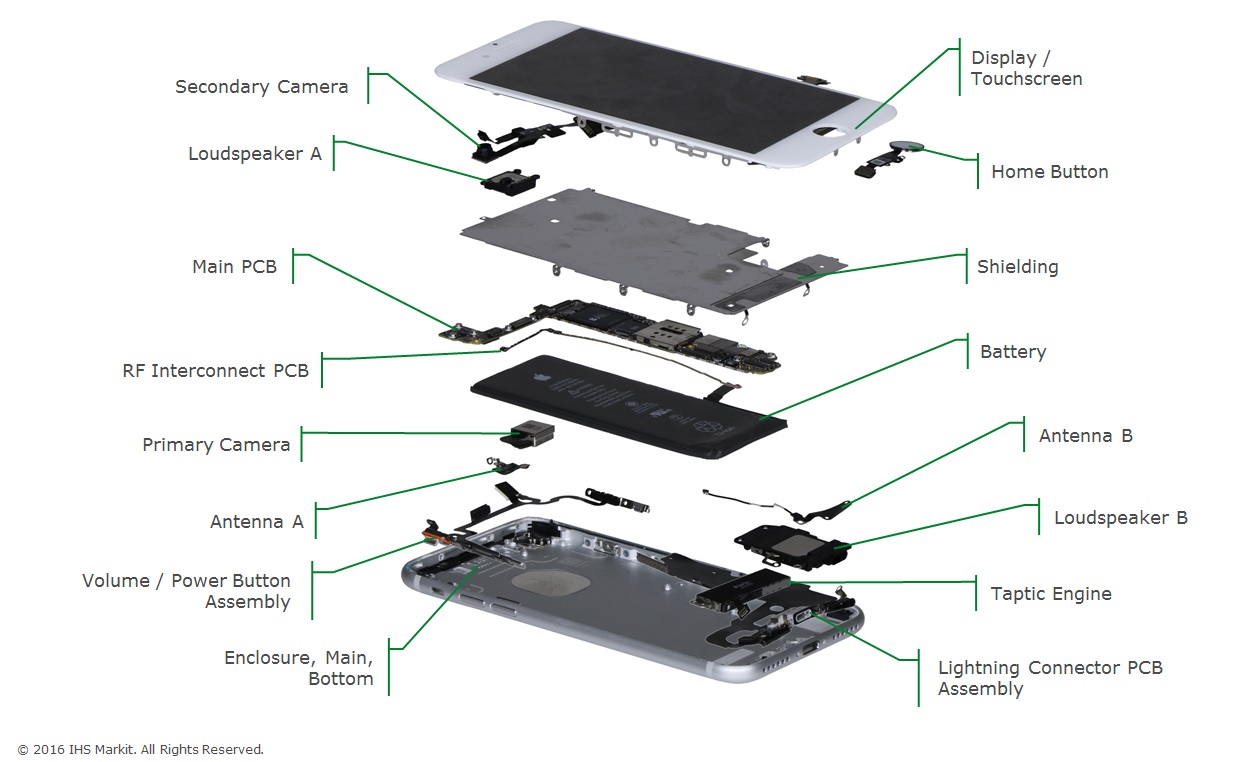 Display /
Touchscreen
Secondary Camera
Loudspeaker A
Home Button
Main PCB
Shielding
RF Interconnect PCB
Battery
Primary Camera
Antenna B
Antenna A
Loudspeaker B
Volume / Power Button
Assembly
Taptic Engine
Enclosure, Main,
Bottom
Lightning Connector PCB
Assembly
© 2016 IHS Markit. All Rights Reserved.